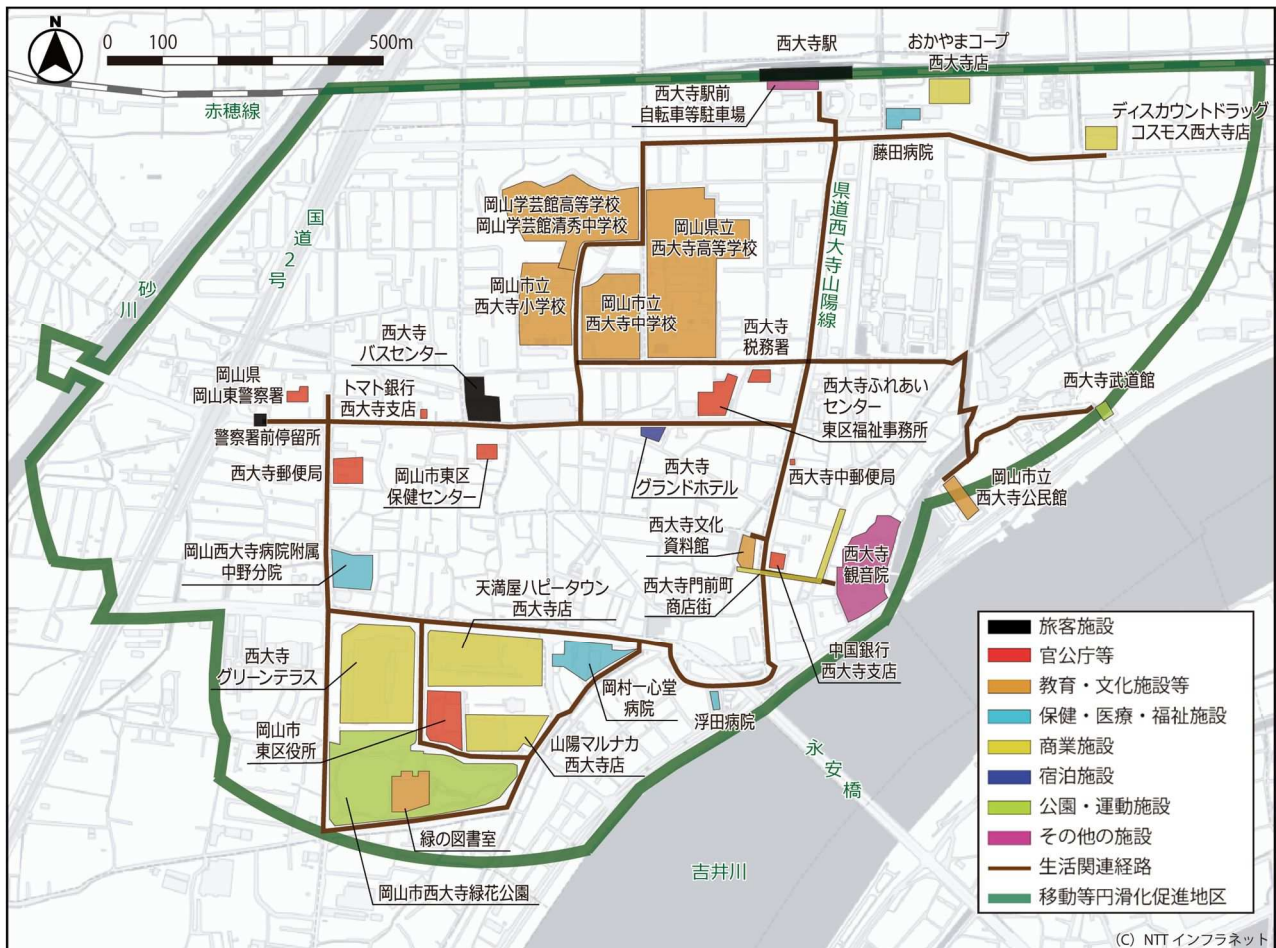 N
0 100 500m
西大寺駅
おかやまコープ
西大寺店
赤穂線
西大寺駅前
自転車等駐車場
ディスカウントドラッグ
コスモス西大寺店
藤田病院
国道2号
砂川
岡山学芸館高等学校
岡山学芸館清秀中学校
岡山県立
西大寺高等学校
県道西大寺山陽線
岡山市立
西大寺小学校
岡山市立
西大寺中学校
西大寺
バスセンター
西大寺
税務署
岡山県
岡山東警察署
トマト銀行
西大寺支店
西大寺ふれあい
センター
東区福祉事務所
西大寺武道館
警察署前停留所
西大寺郵便局
岡山市東区
保健センター
西大寺
グランドホテル
西大寺中郵便局
岡山市立
西大寺公民館
西大寺文化
資料館
西大寺
観音院
岡山西大寺病院附属
中野分院
天満屋ハピータウン
西大寺店
西大寺門前町
商店街
西大寺
グリーンテラス
岡村一心堂
病院
中国銀行
西大寺支店
浮田病院
岡山市
東区役所
山陽マルナカ
西大寺店
永安橋
緑の図書室
吉井川
岡山市西大寺緑花公園
旅客施設
官公庁等
教育・文化施設等
保健・医療・福祉施設
商業施設
宿泊施設
公園・運動施設
その他の施設
生活関連経路
移動等円滑化促進地区
(C) NTT インフラネット